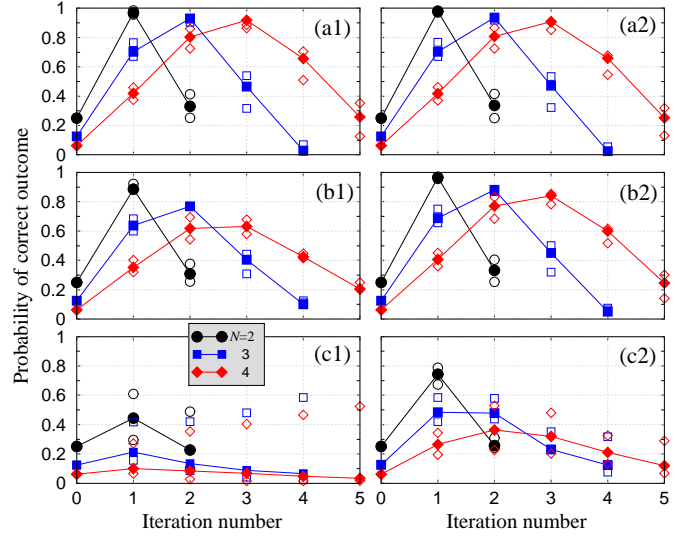 Probability of correct outcome
1
0.8
0.6
0.4
0.2
0
(a1)
(a2)
1
0.8
0.6
0.4
0.2
0
(b1)
(b2)
1
0.8
0.6
0.4
0.2
0
N=2
3
4
(c1)
(c2)
0 1 2 3 4 5
0 1 2 3 4 5
Iteration number
Iteration number